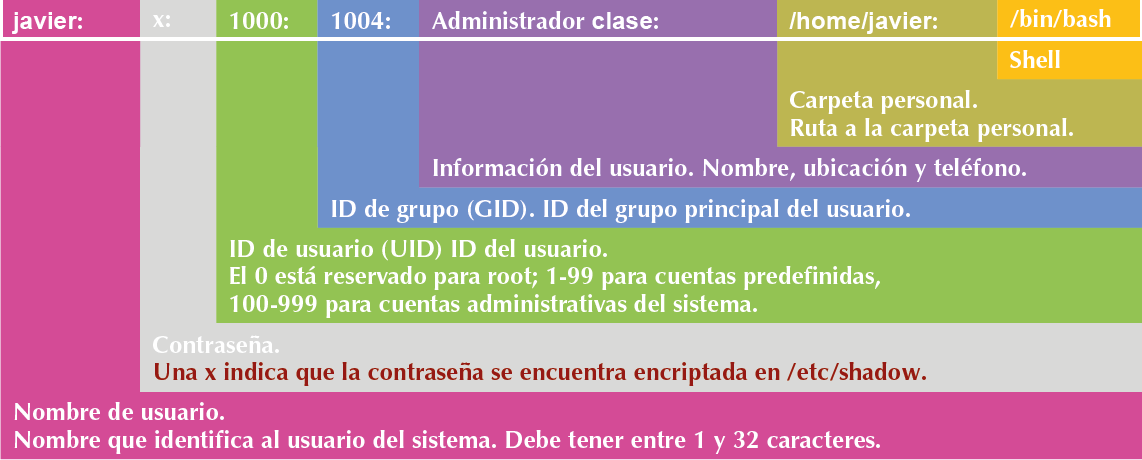 javier: x: 1000: 1004: Administrador clase: /home/javier: /bin/bash
Shell
Carpeta personal.
Ruta a la carpeta personal.
Información del usuario. Nombre, ubicación y teléfono.
ID de grupo (GID). ID del grupo principal del usuario.
ID de usuario (UID) ID del usuario.
El 0 está reservado para root; 1-99 para cuentas predefinidas,
100-999 para cuentas administrativas del sistema.
Contraseña.
Una x indica que la contraseña se encuentra encriptada en /etc/shadow.
Nombre de usuario.
Nombre que identifica al usuario del sistema. Debe tener entre 1 y 32 caracteres.